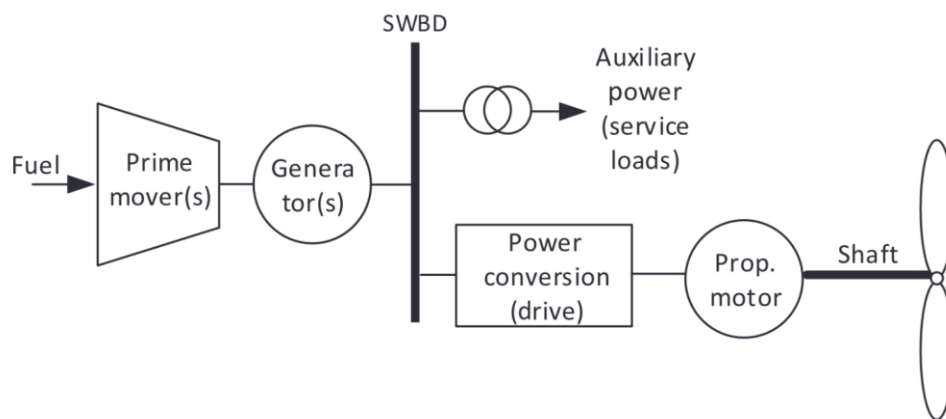 SWBD
Auxiliary
power
(service
loads)
Fuel
Prime
mover(s)
Genera
tor(s)
Power
conversion
(drive)
Prop.
motor
Shaft